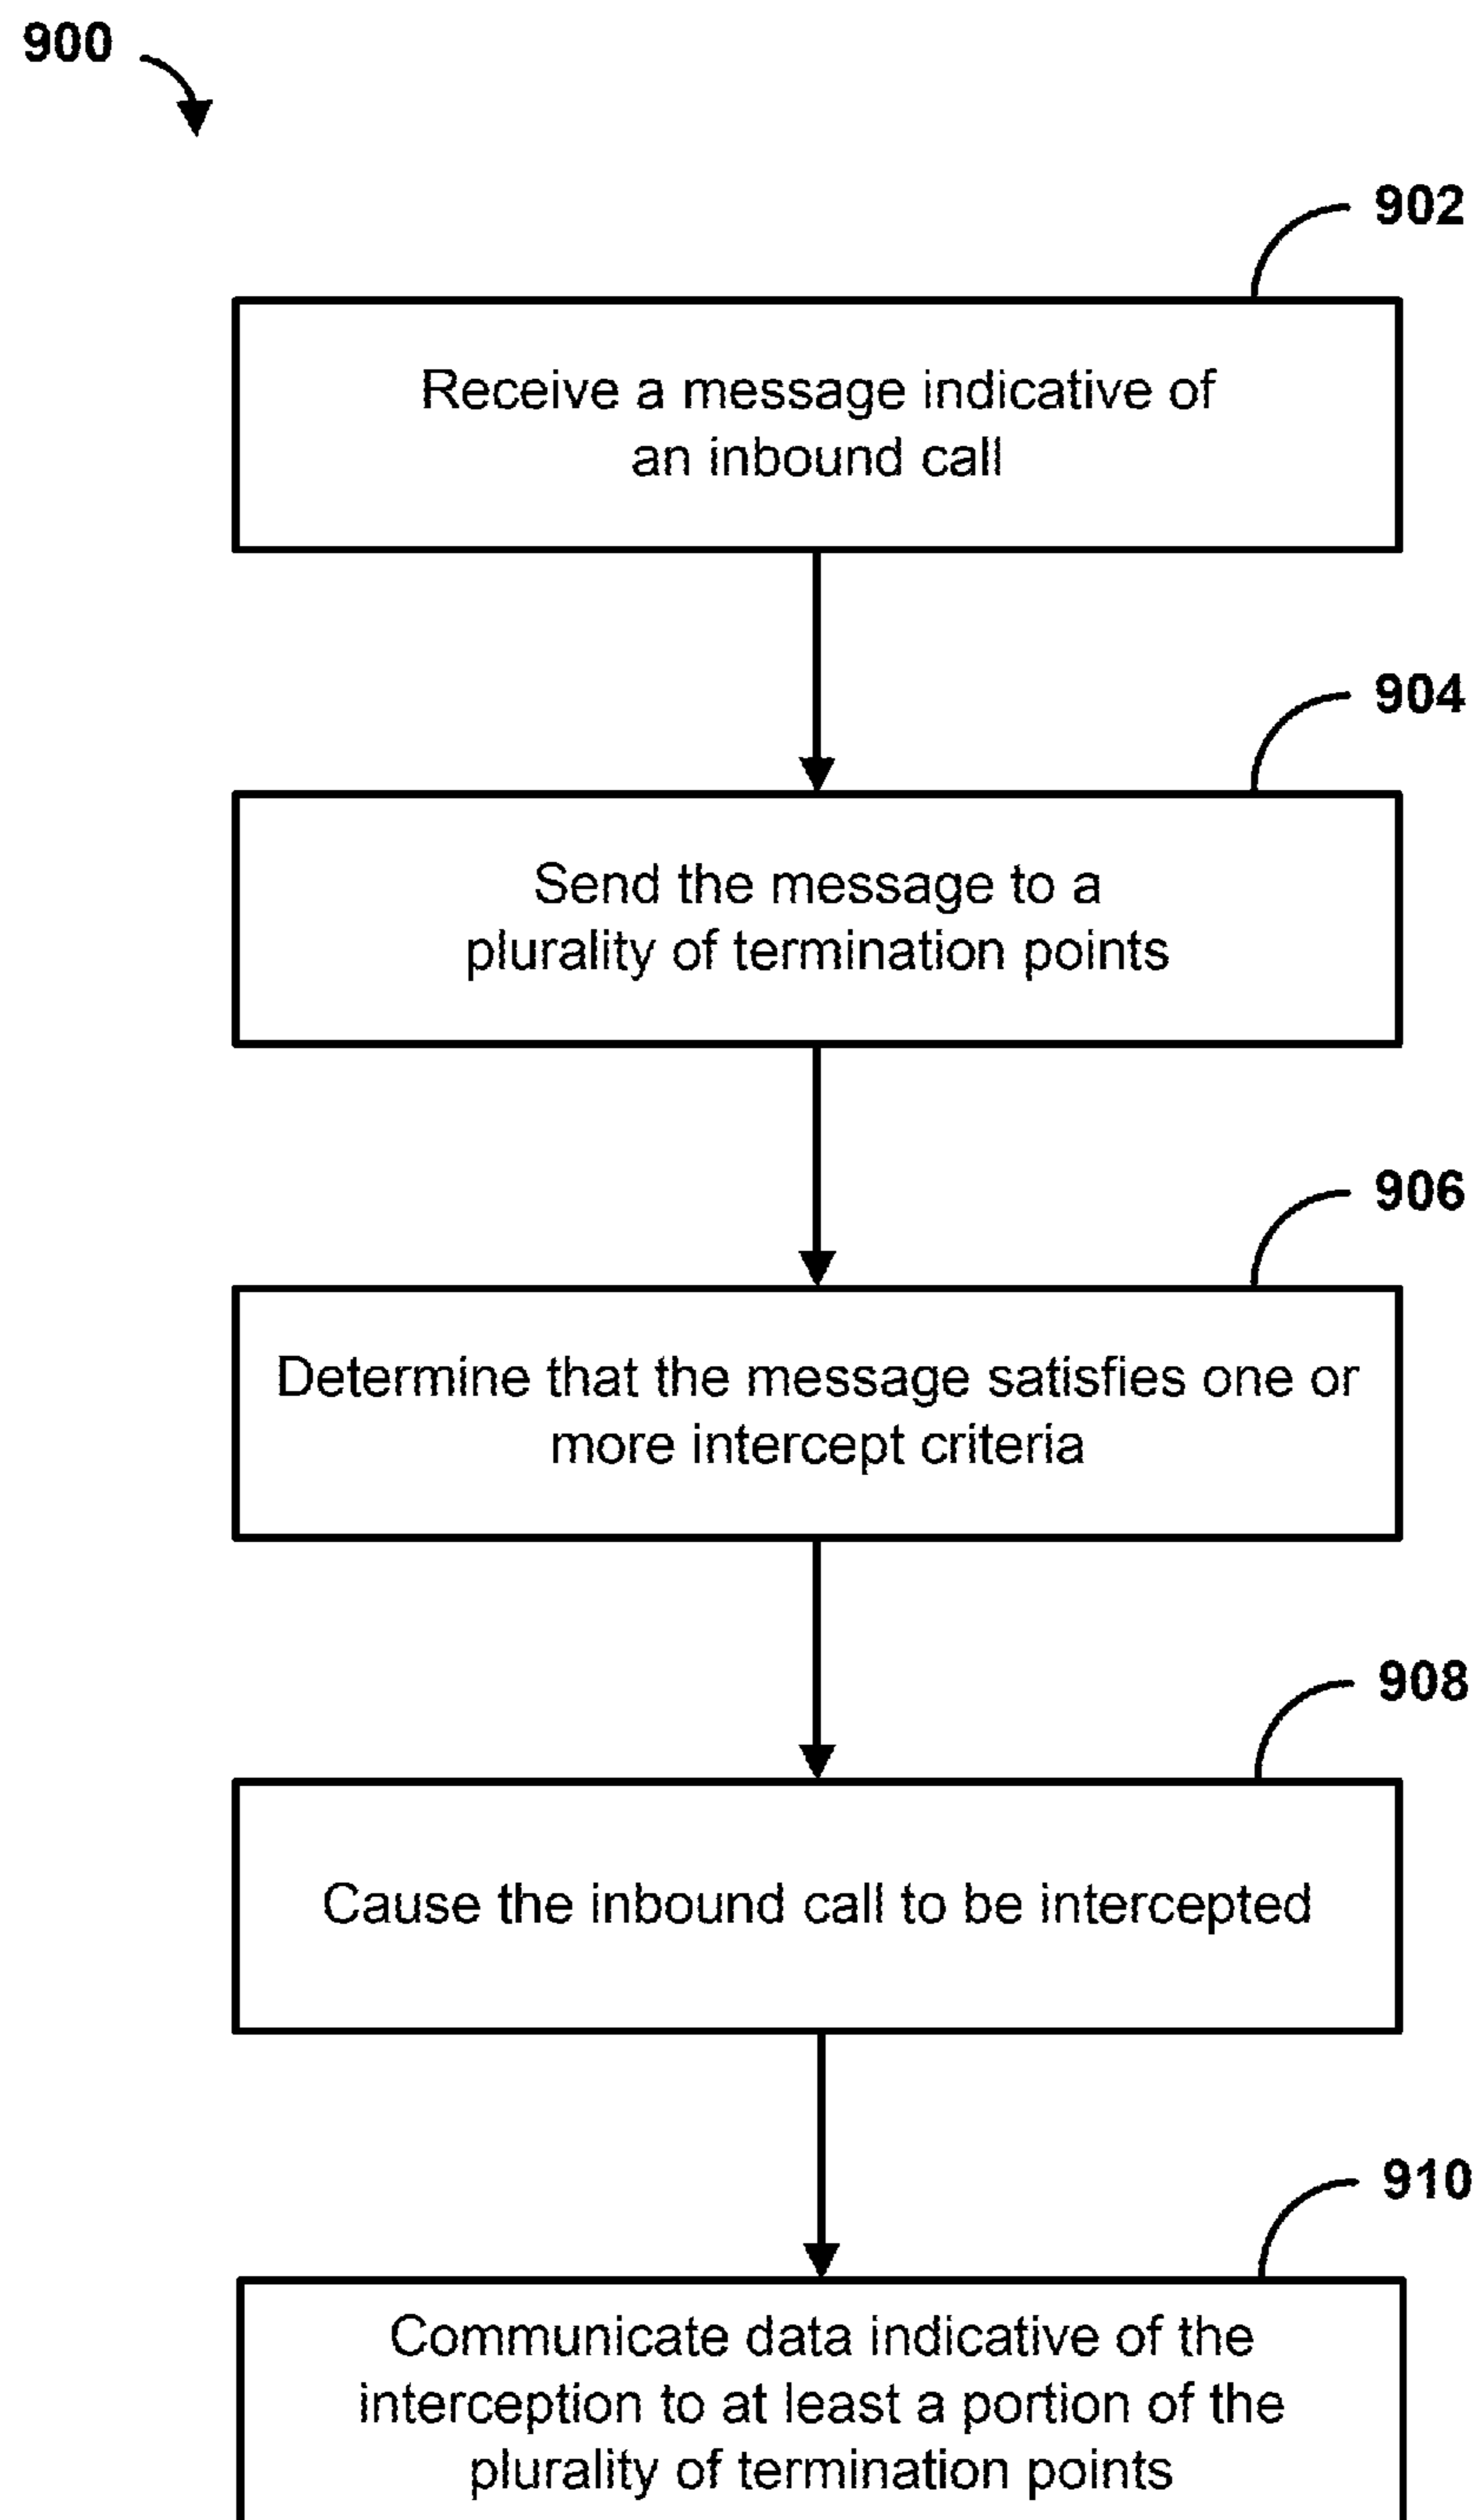 900
902
Receive a message indicative of
an inbound call
904
Send the message to a
plurality of termination points
906
Determine that the message satisfies one or
more intercept criteria
908
Cause the inbound call to be intercepted
910
Communicate data indicative of the
interception to at least a portion of the
plurality of termination points